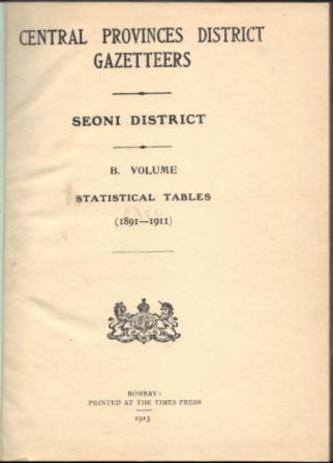 CENTRAL PROVINCES DISTRICT
GAZETTEERS
SEONI DISTRICT
B. VOLUME
STATISTICAL TABLES
(1891—1911)
BOMBAY:
PRINTED AT THE TIMES PRESS
1913